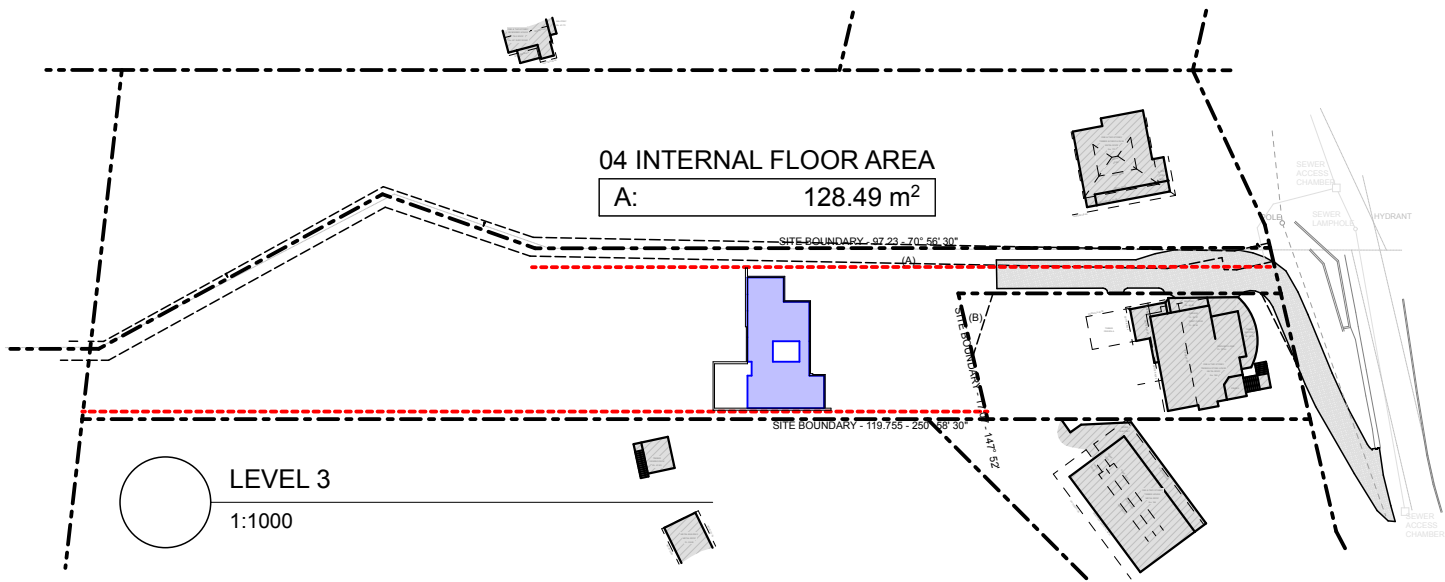 04 INTERNAL FLOOR AREA
A: 128.49 m²
SEWER
ACCESS
CHAMBER
SEWER
LAMPHOLE
HYDRANT
SITE BOUNDARY - 97.23 - 70° 56' 30"
(A)
(B)
SITE BOUNDARY - 119.755 - 250° 58' 30"
LEVEL 3
1:1000
SEWER
ACCESS
CHAMBER